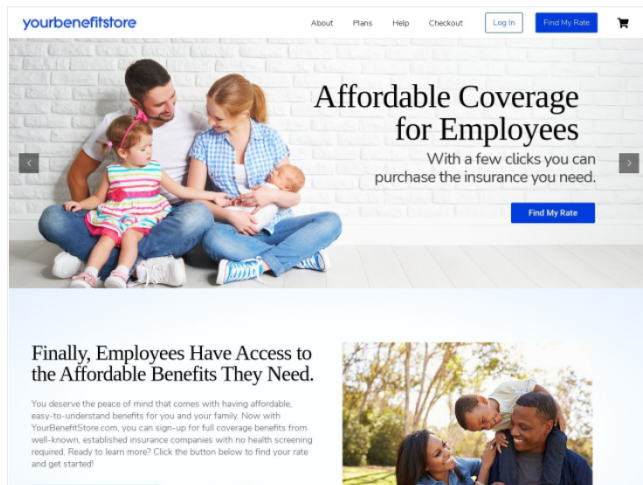 yourbenefitstore
About Plans Help Checkout Log In Find My Rate
Affordable Coverage
for Employees
With a few clicks you can
purchase the insurance you need.
Find My Rate
Finally, Employees Have Access to
the Affordable Benefits They Need.
You deserve the peace of mind that comes with having affordable,
easy-to-understand benefits for you and your family. Now with
YourBenefitStore.com, you can sign-up for full coverage benefits from
well-known, established insurance companies with no health screening
required. Ready to learn more? Click the button below to find your rate
and get started!